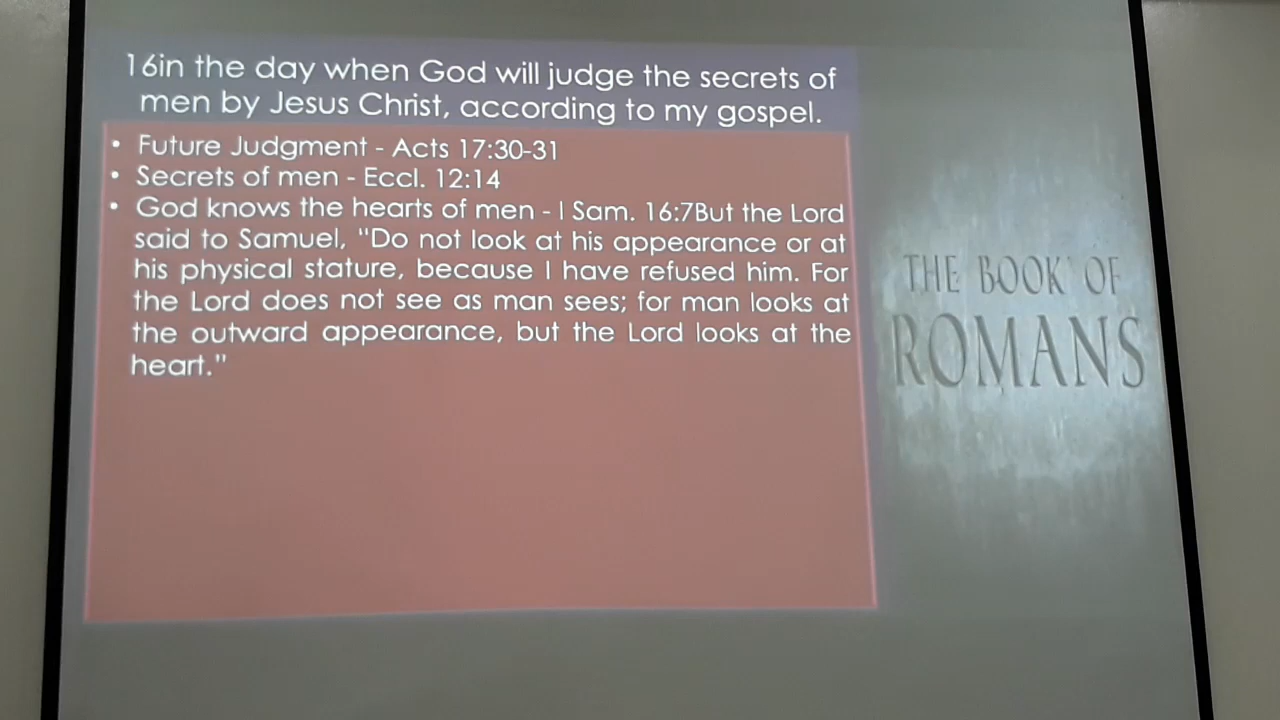 16in the day when God will judge the secrets of
men by Jesus Christ, according to my gospel.
• Future Judgment - Acts 17:30-31
• Secrets of men - Eccl. 12:14
• God knows the hearts of men - I Sam. 16:7But the Lord
said to Samuel, "Do not look at his appearance or at
his physical stature, because I have refused him. For
the Lord does not see as man sees; for man looks at
the outward appearance, but the Lord looks at the
heart."
THE BOOK OF
ROMANS